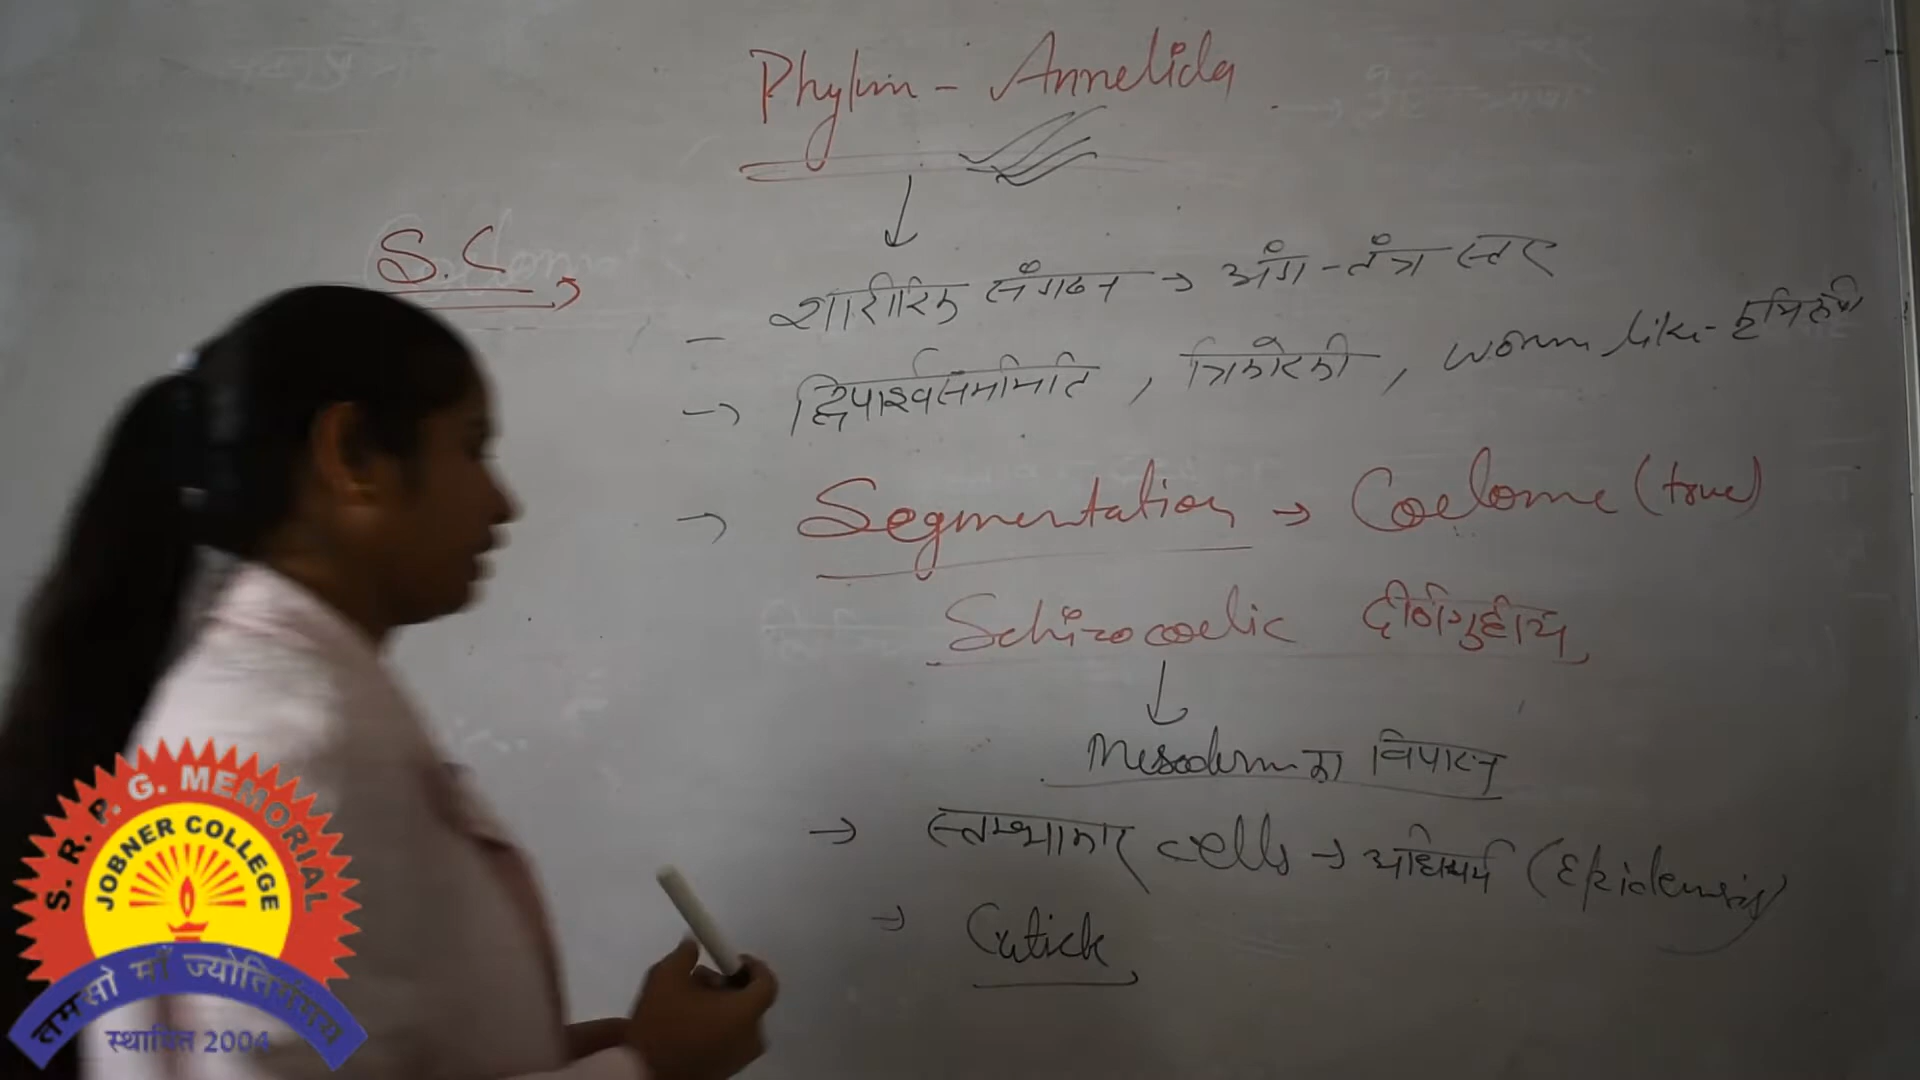 Phylum - Annelida
S.C
- शारीरिक संगठन → अंग-तंत्र स्तर
→ द्विपार्श्वसममिति, त्रिकोरकी, worm like - कृमिरूपी
→ Segmentation → Coelome (true)
Schizocoelic दीर्णगुहीय
Mesoderm का विपाटन
→ स्तम्भाकार cells → अधिचर्म (Epidermis)
→ Cuticle
S. R. P. G. MEMORIAL
JOBNER COLLEGE
तमसो माँ ज्योतिर्गमय
स्थापित 2004